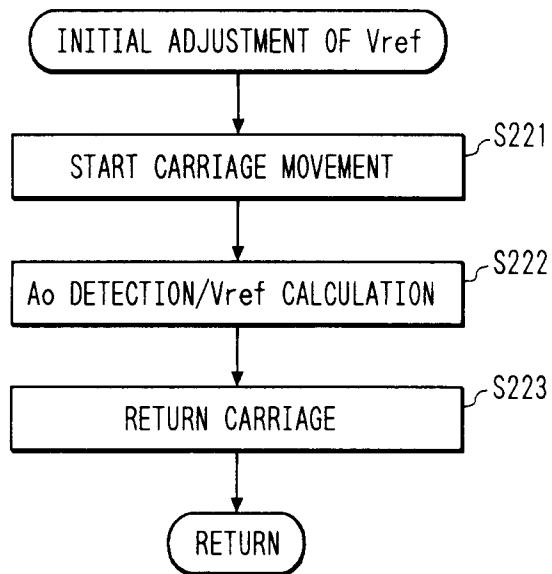 INITIAL ADJUSTMENT OF Vref
S221
START CARRIAGE MOVEMENT
S222
Ao DETECTION/Vref CALCULATION
S223
RETURN CARRIAGE
RETURN